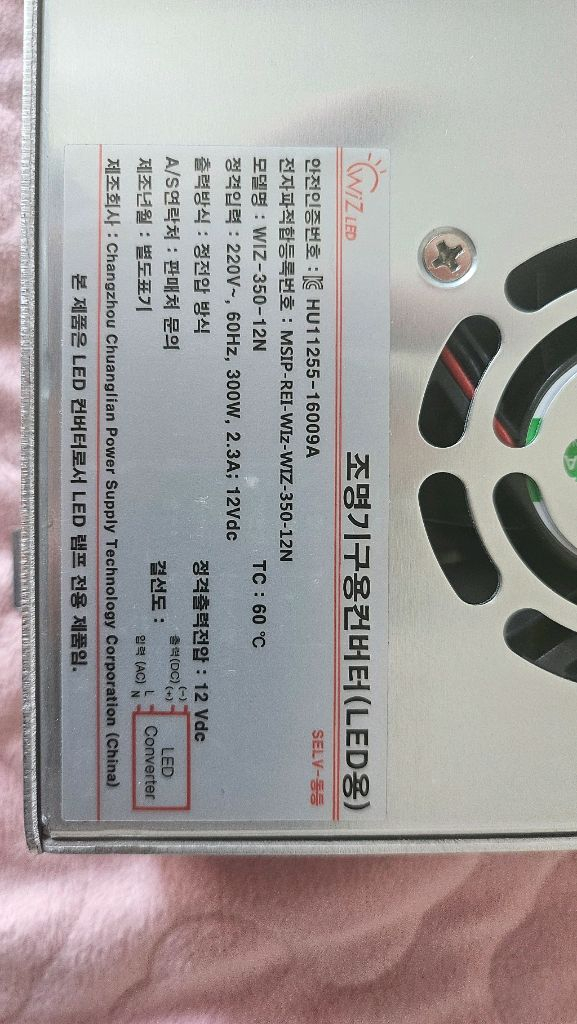 WiZ LED
조명기구용컨버터(LED용)
SELV-동등
안전인증번호 : HU11255-16009A
전자파적합등록번호 : MSIP-REI-WIz-WIZ-350-12N
모델명 : WIZ-350-12N
TC : 60 ℃
정격입력 : 220V~, 60Hz, 300W, 2.3A; 12Vdc
출력방식 : 정전압 방식
정격출력전압 : 12 Vdc
A/S연락처 : 판매처 문의
결선도 :
출력(DC) (-) (+)
입력 (AC) L N
LED Converter
제조년월 : 별도표기
제조회사 : Changzhou Chuanglian Power Supply Technology Corporation (China)
본 제품은 LED 컨버터로서 LED 램프 전용 제품임.